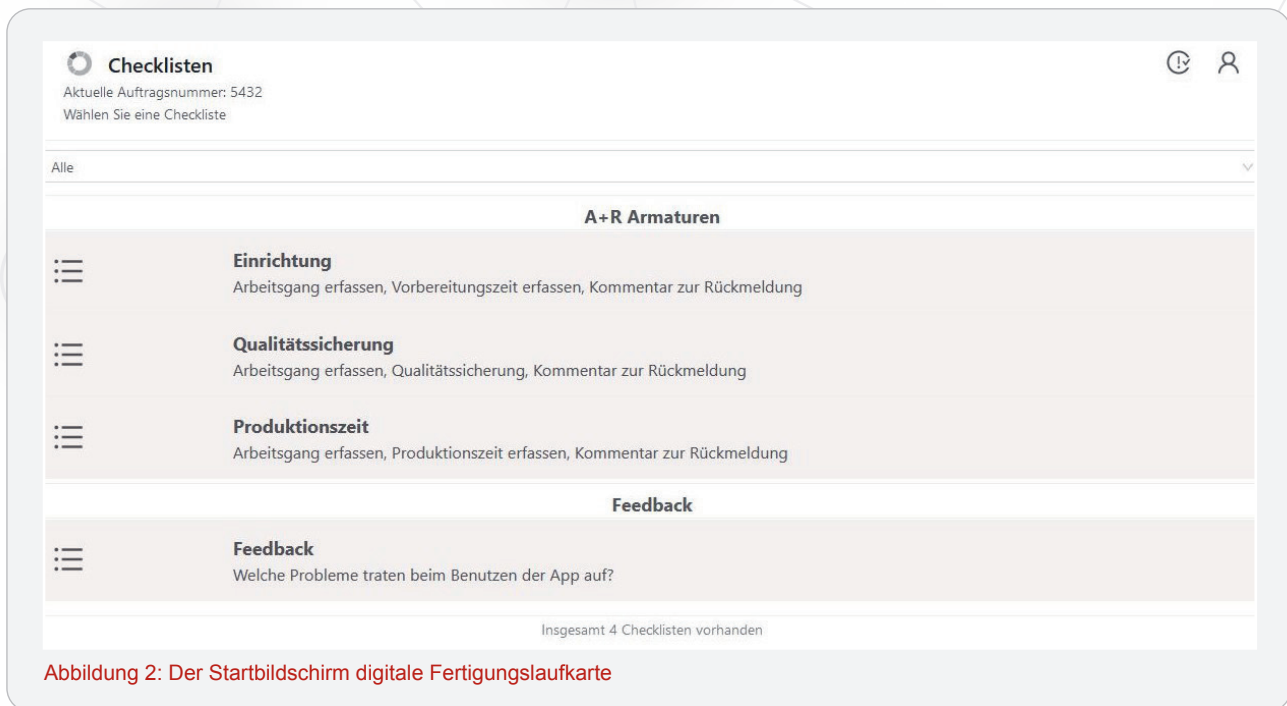 Checklisten
Aktuelle Auftragsnummer: 5432
Wählen Sie eine Checkliste
Alle
A+R Armaturen
Einrichtung
Arbeitsgang erfassen, Vorbereitungszeit erfassen, Kommentar zur Rückmeldung
Qualitätssicherung
Arbeitsgang erfassen, Qualitätssicherung, Kommentar zur Rückmeldung
Produktionszeit
Arbeitsgang erfassen, Produktionszeit erfassen, Kommentar zur Rückmeldung
Feedback
Feedback
Welche Probleme traten beim Benutzen der App auf?
Insgesamt 4 Checklisten vorhanden
Abbildung 2: Der Startbildschirm digitale Fertigungslaufkarte